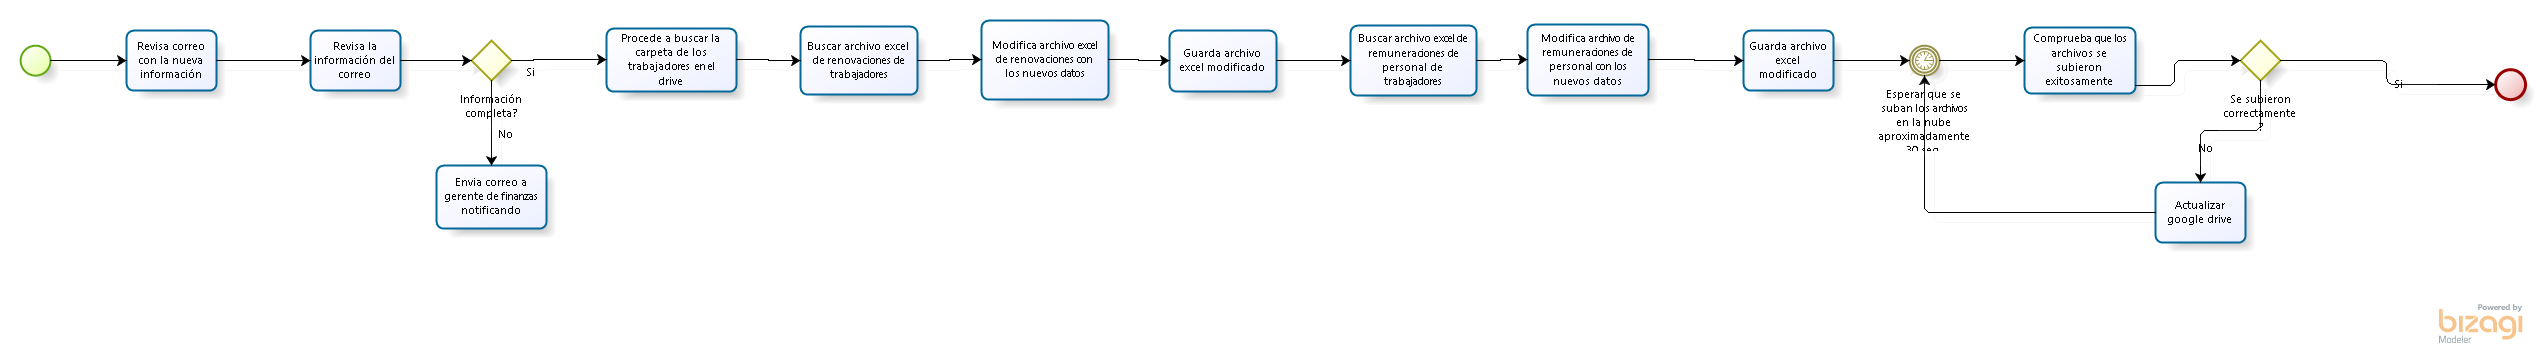 Revisa correo
con la nueva
información
Revisa la
información del
correo
Información
completa?
Si
No
Envia correo a
gerente de finanzas
notificando
Procede a buscar la
carpeta de los
trabajadores en el
drive
Buscar archivo excel
de renovaciones de
trabajadores
Modifica archivo excel
de renovaciones con
los nuevos datos
Guarda archivo
excel modificado
Buscar archivo excel de
remuneraciones de
personal de
trabajadores
Modifica archivo de
remuneraciones de
personal con los
nuevos datos
Guarda archivo
excel
modificado
Esperar que se
suban los archivos
en la nube
aproximadamente
30 seg
Comprueba que los
archivos se
subieron
exitosamente
Se subieron
correctamente
?
Si
No
Actualizar
google drive
Powered by
bizagi
Modeler